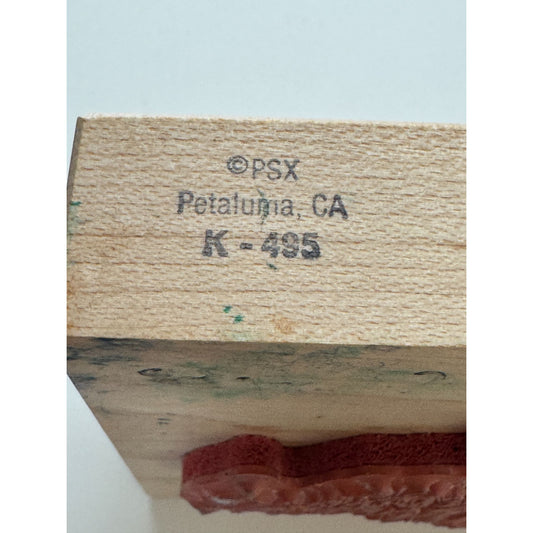 ©PSX
Petaluma, CA
K - 495